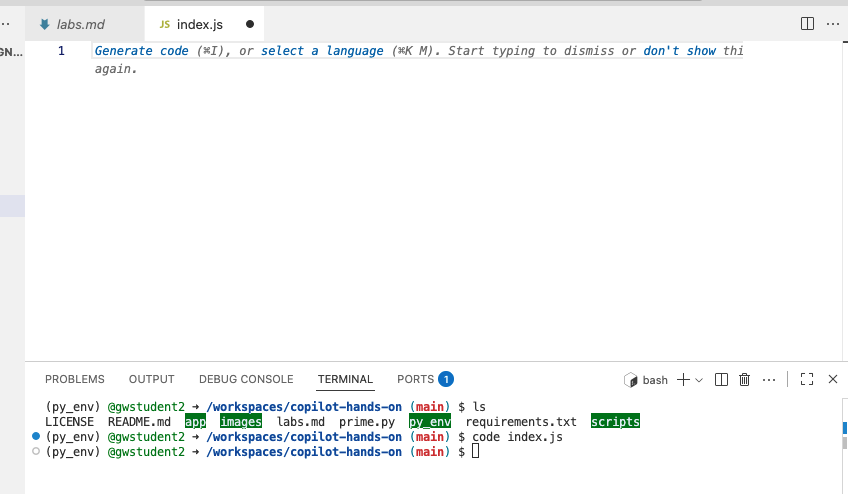 labs.md
JS index.js
GN...
1 Generate code (⌘I), or select a language (⌘K M). Start typing to dismiss or don't show thi
again.
PROBLEMS OUTPUT DEBUG CONSOLE TERMINAL PORTS 1
bash
(py_env) @gwstudent2 ➜ /workspaces/copilot-hands-on (main) $ ls
LICENSE README.md app images labs.md prime.py py_env requirements.txt scripts
(py_env) @gwstudent2 ➜ /workspaces/copilot-hands-on (main) $ code index.js
(py_env) @gwstudent2 ➜ /workspaces/copilot-hands-on (main) $